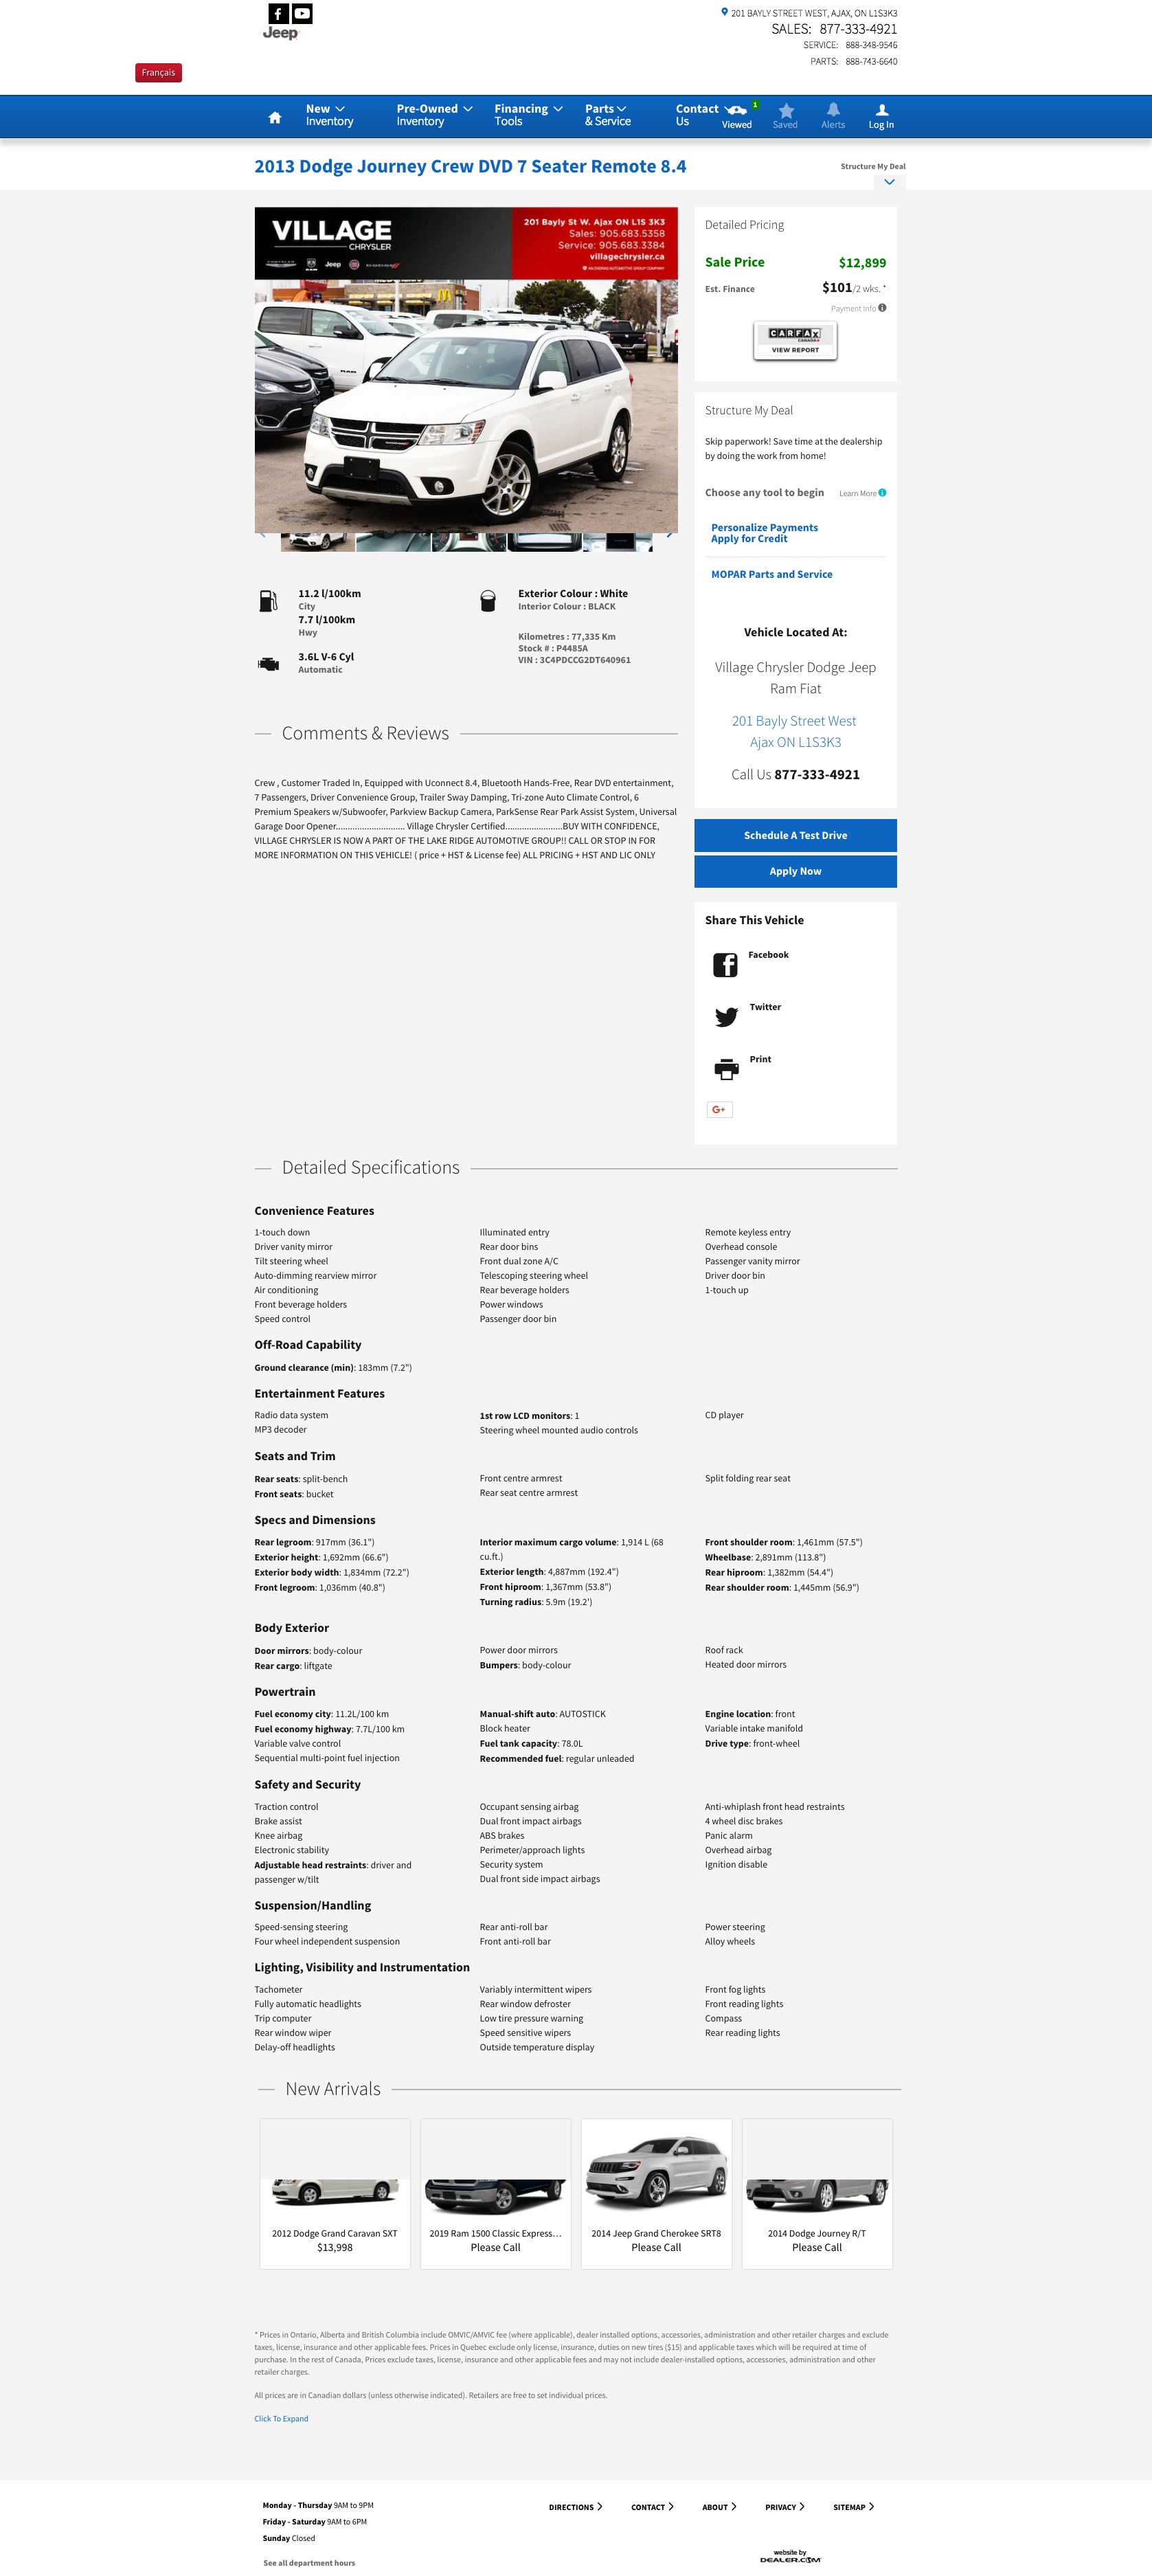 Jeep
201 BAYLY STREET WEST, AJAX, ON L1S3K3
SALES: 877-333-4921
SERVICE: 888-348-9546
PARTS: 888-743-6640
Français
New Inventory
Pre-Owned Inventory
Financing Tools
Parts & Service
Contact Us
Viewed 1
Saved
Alerts
Log In
2013 Dodge Journey Crew DVD 7 Seater Remote 8.4
Structure My Deal
VILLAGE
CHRYSLER
201 Bayly St W. Ajax ON L1S 3K3
Sales: 905.683.5358
Service: 905.683.3384
villagechrysler.ca
RAM
Detailed Pricing
Sale Price $12,899
Est. Finance $101/2 wks. *
Payment Info
CARFAX
CANADA
VIEW REPORT
Structure My Deal
Skip paperwork! Save time at the dealership
by doing the work from home!
Choose any tool to begin Learn More
Personalize Payments
Apply for Credit
MOPAR Parts and Service
Vehicle Located At:
Village Chrysler Dodge Jeep
Ram Fiat
201 Bayly Street West
Ajax ON L1S3K3
Call Us 877-333-4921
Schedule A Test Drive
Apply Now
Share This Vehicle
Facebook
Twitter
Print
G+
11.2 l/100km
City
7.7 l/100km
Hwy
3.6L V-6 Cyl
Automatic
Exterior Colour : White
Interior Colour : BLACK
Kilometres : 77,335 Km
Stock # : P4485A
VIN : 3C4PDCCG2DT640961
Comments & Reviews
Crew , Customer Traded In, Equipped with Uconnect 8.4, Bluetooth Hands-Free, Rear DVD entertainment,
7 Passengers, Driver Convenience Group, Trailer Sway Damping, Tri-zone Auto Climate Control, 6
Premium Speakers w/Subwoofer, Parkview Backup Camera, ParkSense Rear Park Assist System, Universal
Garage Door Opener............................ Village Chrysler Certified.......................BUY WITH CONFIDENCE,
VILLAGE CHRYSLER IS NOW A PART OF THE LAKE RIDGE AUTOMOTIVE GROUP!! CALL OR STOP IN FOR
MORE INFORMATION ON THIS VEHICLE! ( price + HST & License fee) ALL PRICING + HST AND LIC ONLY
Detailed Specifications
Convenience Features
1-touch down
Driver vanity mirror
Tilt steering wheel
Auto-dimming rearview mirror
Air conditioning
Front beverage holders
Speed control
Illuminated entry
Rear door bins
Front dual zone A/C
Telescoping steering wheel
Rear beverage holders
Power windows
Passenger door bin
Remote keyless entry
Overhead console
Passenger vanity mirror
Driver door bin
1-touch up
Off-Road Capability
Ground clearance (min): 183mm (7.2")
Entertainment Features
Radio data system
MP3 decoder
1st row LCD monitors: 1
Steering wheel mounted audio controls
CD player
Seats and Trim
Rear seats: split-bench
Front seats: bucket
Front centre armrest
Rear seat centre armrest
Split folding rear seat
Specs and Dimensions
Rear legroom: 917mm (36.1")
Exterior height: 1,692mm (66.6")
Exterior body width: 1,834mm (72.2")
Front legroom: 1,036mm (40.8")
Interior maximum cargo volume: 1,914 L (68
cu.ft.)
Exterior length: 4,887mm (192.4")
Front hiproom: 1,367mm (53.8")
Turning radius: 5.9m (19.2')
Front shoulder room: 1,461mm (57.5")
Wheelbase: 2,891mm (113.8")
Rear hiproom: 1,382mm (54.4")
Rear shoulder room: 1,445mm (56.9")
Body Exterior
Door mirrors: body-colour
Rear cargo: liftgate
Power door mirrors
Bumpers: body-colour
Roof rack
Heated door mirrors
Powertrain
Fuel economy city: 11.2L/100 km
Fuel economy highway: 7.7L/100 km
Variable valve control
Sequential multi-point fuel injection
Manual-shift auto: AUTOSTICK
Block heater
Fuel tank capacity: 78.0L
Recommended fuel: regular unleaded
Engine location: front
Variable intake manifold
Drive type: front-wheel
Safety and Security
Traction control
Brake assist
Knee airbag
Electronic stability
Adjustable head restraints: driver and
passenger w/tilt
Occupant sensing airbag
Dual front impact airbags
ABS brakes
Perimeter/approach lights
Security system
Dual front side impact airbags
Anti-whiplash front head restraints
4 wheel disc brakes
Panic alarm
Overhead airbag
Ignition disable
Suspension/Handling
Speed-sensing steering
Four wheel independent suspension
Rear anti-roll bar
Front anti-roll bar
Power steering
Alloy wheels
Lighting, Visibility and Instrumentation
Tachometer
Fully automatic headlights
Trip computer
Rear window wiper
Delay-off headlights
Variably intermittent wipers
Rear window defroster
Low tire pressure warning
Speed sensitive wipers
Outside temperature display
Front fog lights
Front reading lights
Compass
Rear reading lights
New Arrivals
2012 Dodge Grand Caravan SXT
$13,998
2019 Ram 1500 Classic Express...
Please Call
2014 Jeep Grand Cherokee SRT8
Please Call
2014 Dodge Journey R/T
Please Call
* Prices in Ontario, Alberta and British Columbia include OMVIC/AMVIC fee (where applicable), dealer installed options, accessories, administration and other retailer charges and exclude
taxes, license, insurance and other applicable fees. Prices in Quebec exclude only license, insurance, duties on new tires ($15) and applicable taxes which will be required at time of
purchase. In the rest of Canada, Prices exclude taxes, license, insurance and other applicable fees and may not include dealer-installed options, accessories, administration and other
retailer charges.
All prices are in Canadian dollars (unless otherwise indicated). Retailers are free to set individual prices.
Click To Expand
Monday - Thursday 9AM to 9PM
Friday - Saturday 9AM to 6PM
Sunday Closed
See all department hours
DIRECTIONS
CONTACT
ABOUT
PRIVACY
SITEMAP
website by
DEALER.COM